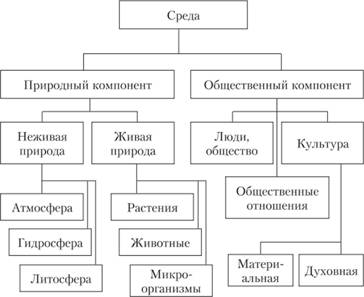 Среда
Природный компонент
Общественный компонент
Неживая
природа
Живая
природа
Люди,
общество
Культура
Общественные
отношения
Атмосфера
Растения
Гидросфера
Животные
Литосфера
Микро-
организмы
Матери-
альная
Духовная